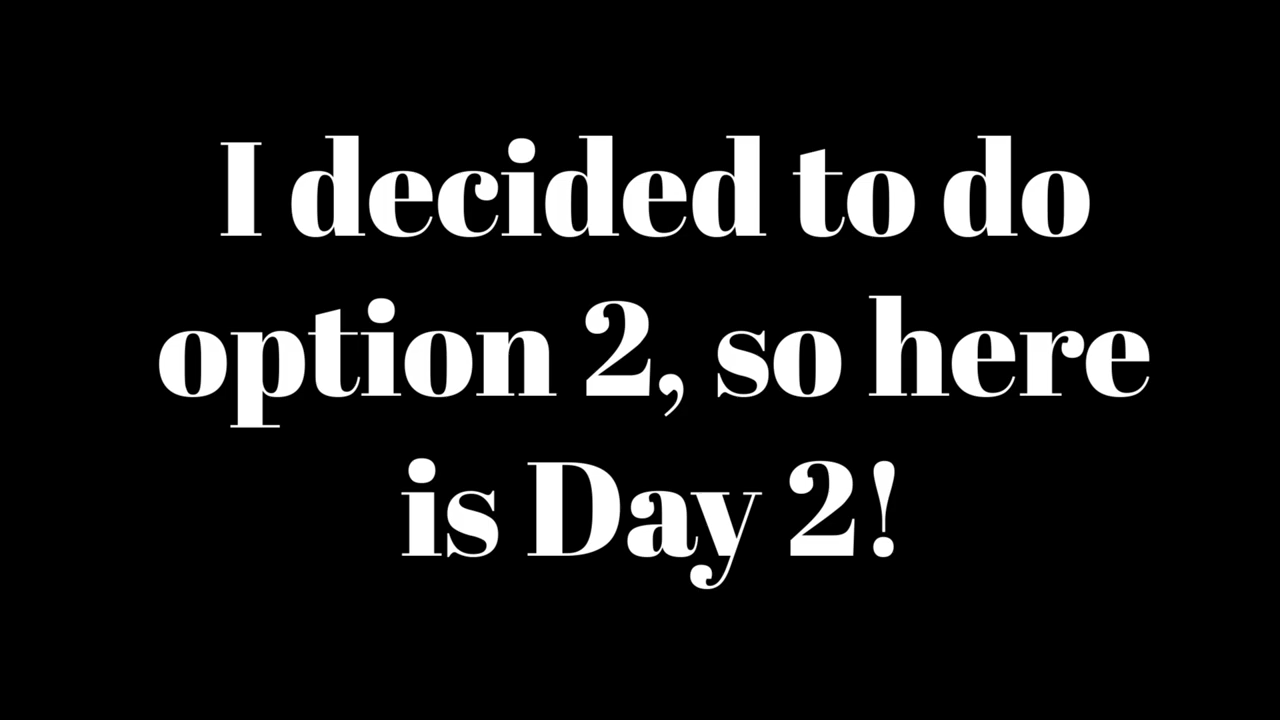 I decided to do
option 2, so here
is Day 2!